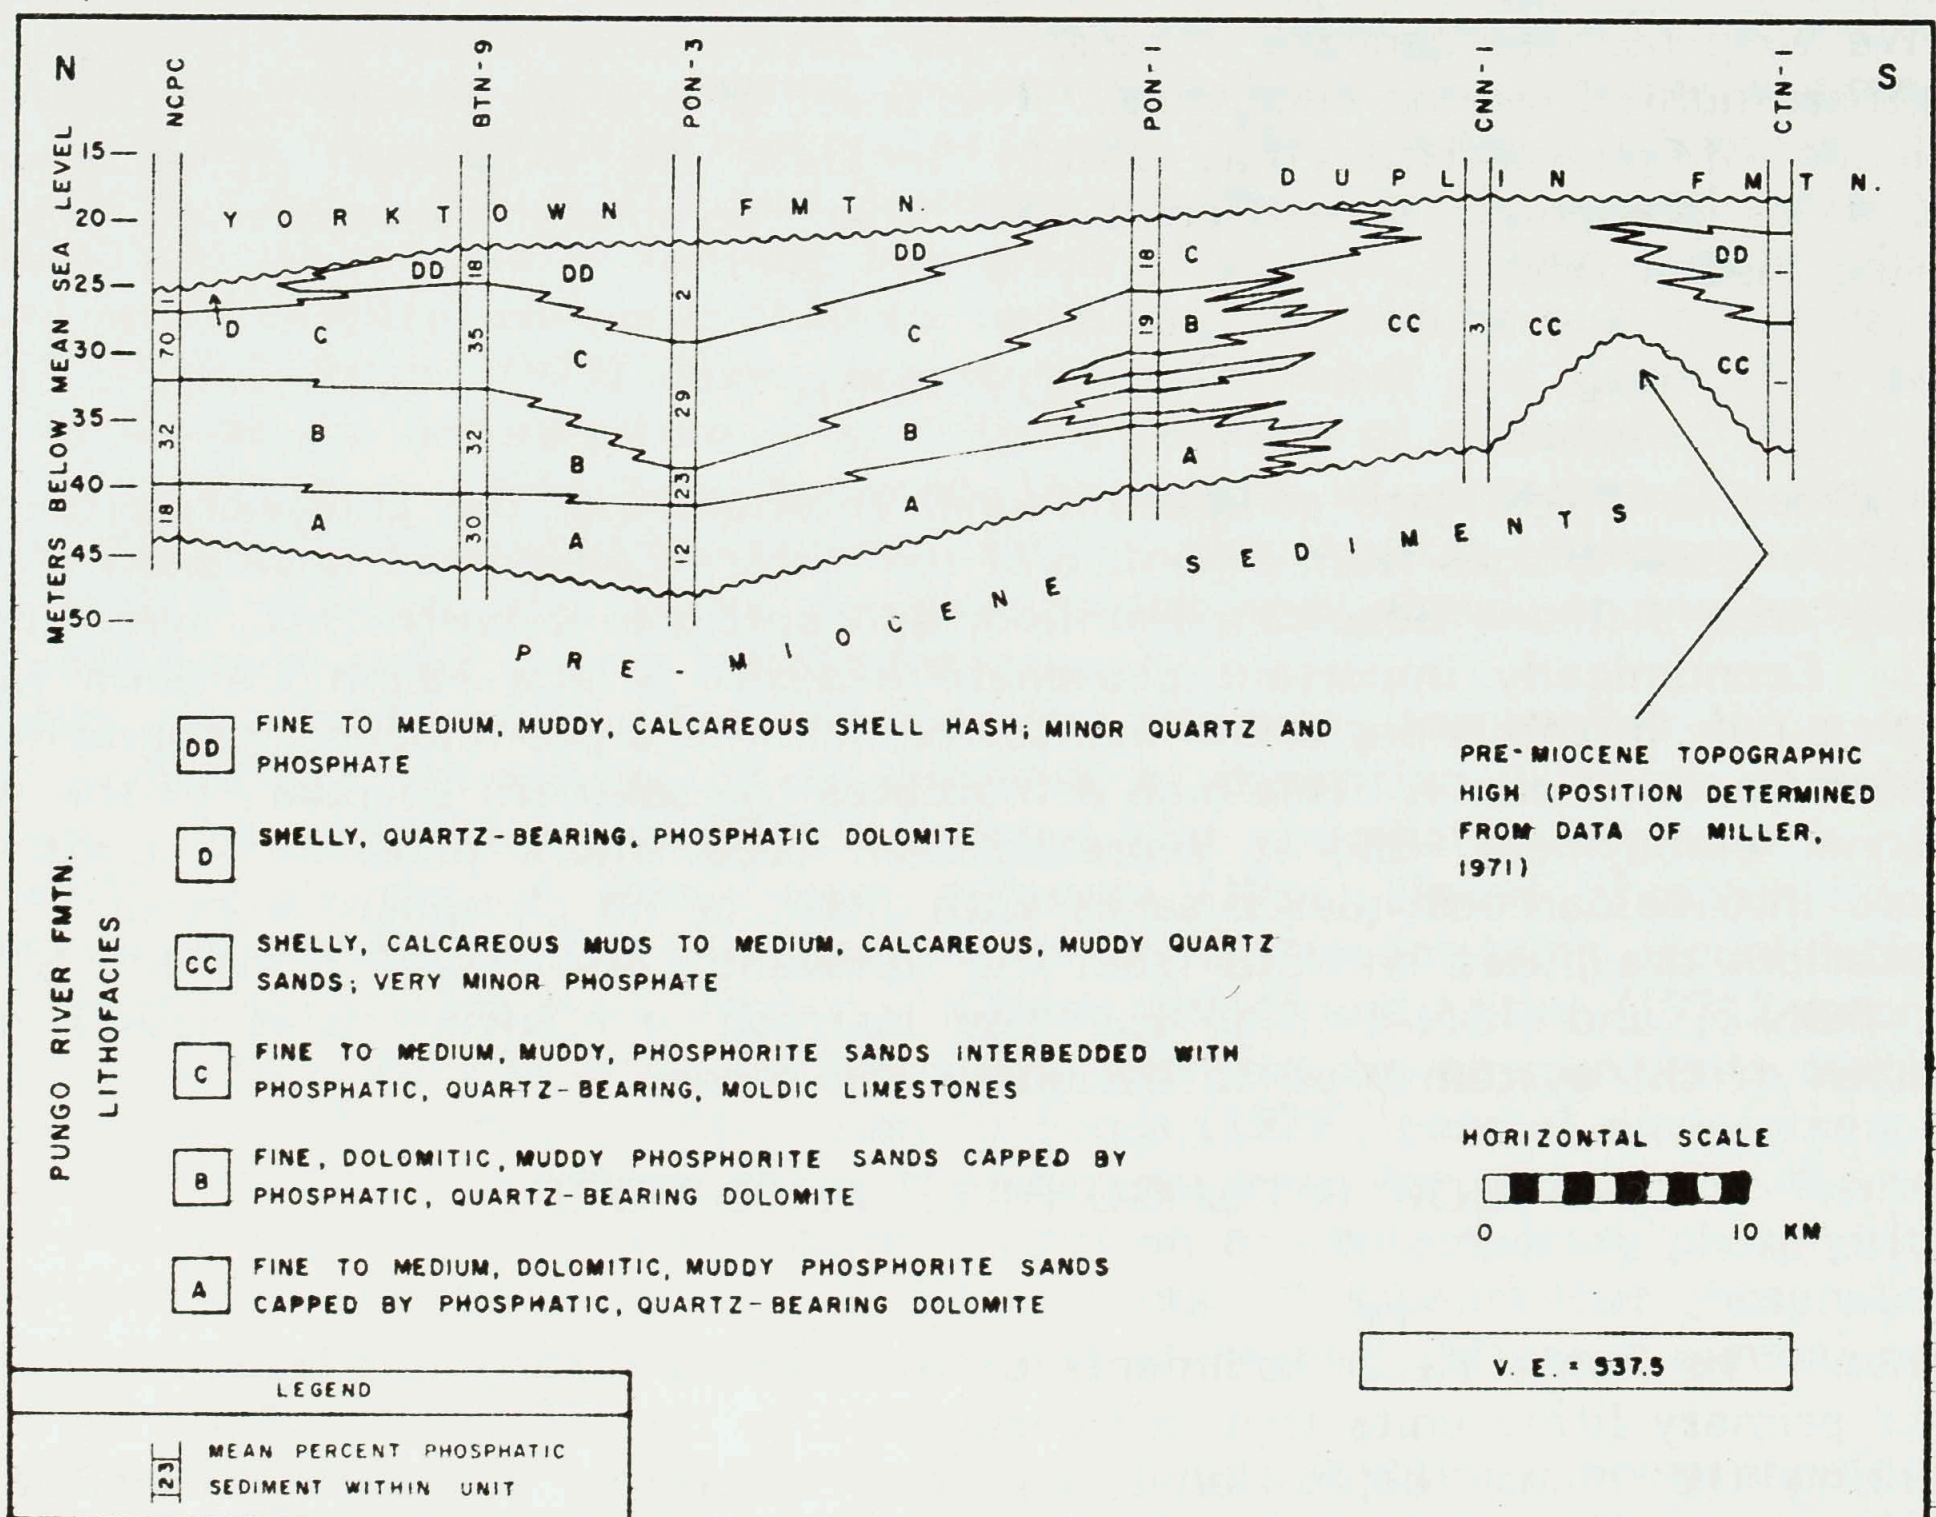 N
NCPC
BTN-9
PON-3
PON-1
CNN-1
CTN-1
S
METERS BELOW MEAN SEA LEVEL
15
20
25
30
35
40
45
50
YORKTOWN FMTN.
DUPLIN FMTN.
DD
DD
DD
C
DD
D
C
C
C
B
CC
CC
CC
B
B
B
A
A
A
A
1
70
32
18
18
35
32
30
2
29
23
12
18
19
3
1
1
PRE-MIOCENE SEDIMENTS
PUNGO RIVER FMTN.
LITHOFACIES
DD FINE TO MEDIUM, MUDDY, CALCAREOUS SHELL HASH; MINOR QUARTZ AND
PHOSPHATE
D SHELLY, QUARTZ-BEARING, PHOSPHATIC DOLOMITE
CC SHELLY, CALCAREOUS MUDS TO MEDIUM, CALCAREOUS, MUDDY QUARTZ
SANDS; VERY MINOR PHOSPHATE
C FINE TO MEDIUM, MUDDY, PHOSPHORITE SANDS INTERBEDDED WITH
PHOSPHATIC, QUARTZ-BEARING, MOLDIC LIMESTONES
B FINE, DOLOMITIC, MUDDY PHOSPHORITE SANDS CAPPED BY
PHOSPHATIC, QUARTZ-BEARING DOLOMITE
A FINE TO MEDIUM, DOLOMITIC, MUDDY PHOSPHORITE SANDS
CAPPED BY PHOSPHATIC, QUARTZ-BEARING DOLOMITE
PRE-MIOCENE TOPOGRAPHIC
HIGH (POSITION DETERMINED
FROM DATA OF MILLER,
1971)
HORIZONTAL SCALE
0 10 KM
V. E. = 537.5
LEGEND
23 MEAN PERCENT PHOSPHATIC
SEDIMENT WITHIN UNIT